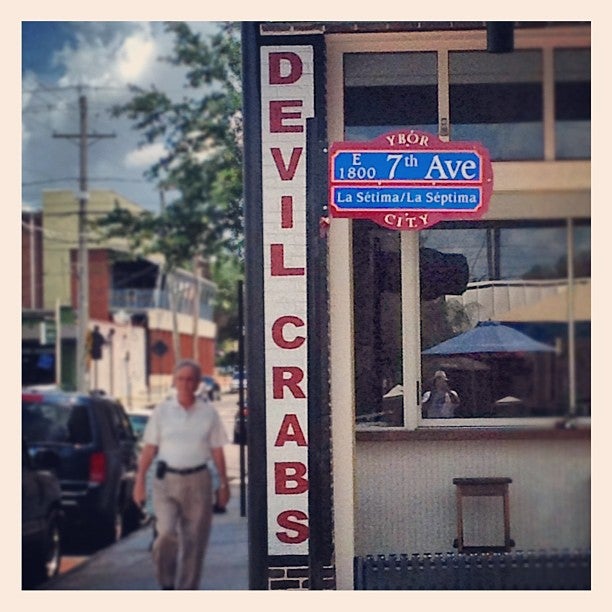 DEVIL CRABS
YBOR
E
1800 7th Ave
La Sétima/La Séptima
CITY